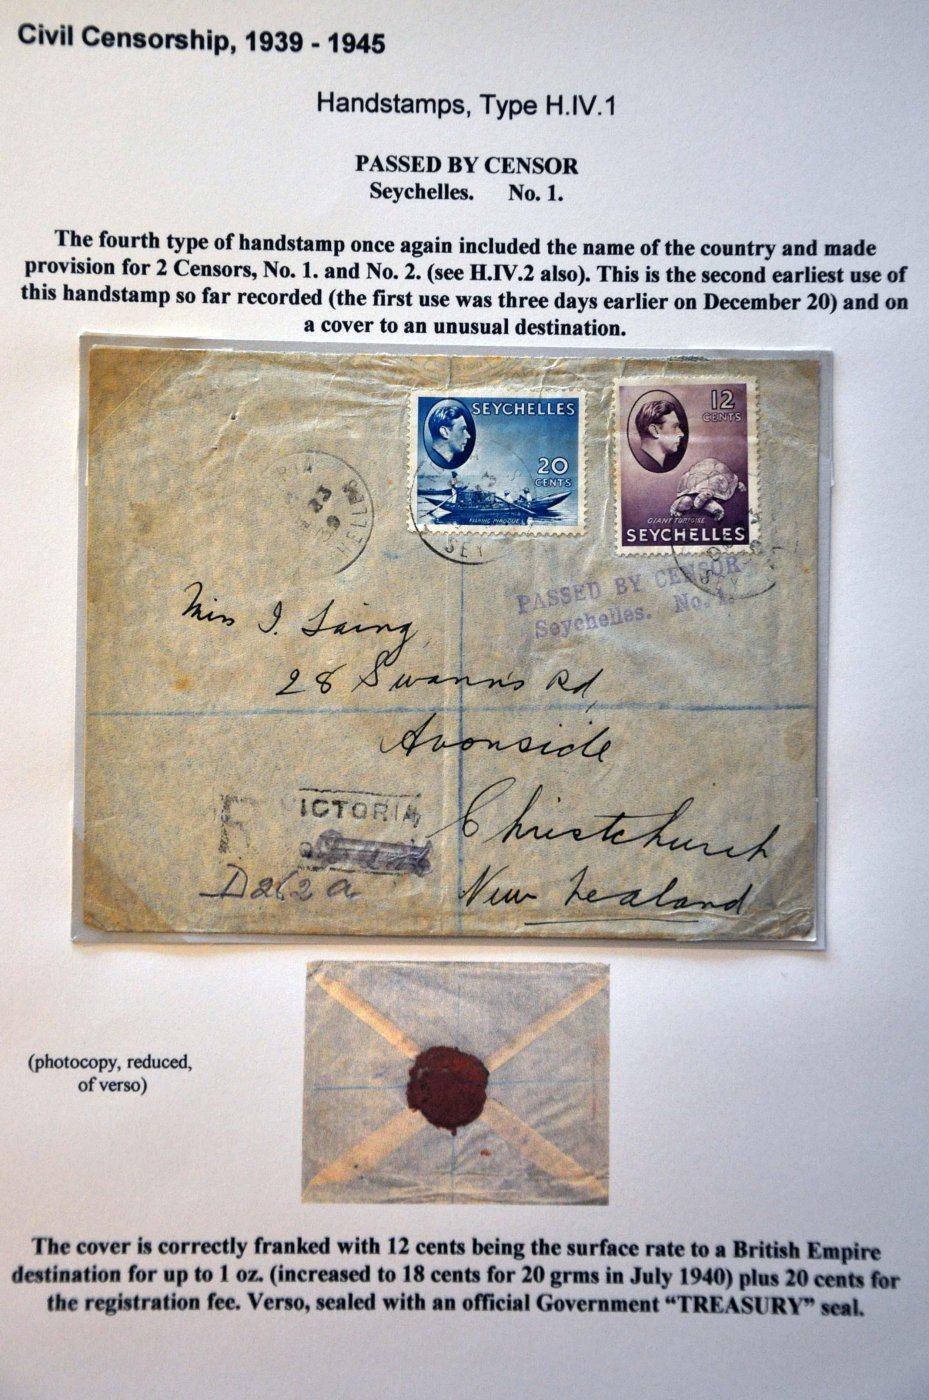 Civil Censorship, 1939 - 1945
Handstamps, Type H.IV.1
PASSED BY CENSOR
Seychelles. No. 1.
The fourth type of handstamp once again included the name of the country and made
provision for 2 Censors, No. 1. and No. 2. (see H.IV.2 also). This is the second earliest use of
this handstamp so far recorded (the first use was three days earlier on December 20) and on
a cover to an unusual destination.
SEYCHELLES
20
CENTS
FISHING PIROGUE
12
CENTS
GIANT TORTOISE
SEYCHELLES
23
SEY
PASSED BY CENSOR
Seychelles. No. 1.
Miss I. Laing
28 Swann's Rd,
Avonside
Christchurch
New Zealand
R
ICTORIA
D262a
(photocopy, reduced,
of verso)
The cover is correctly franked with 12 cents being the surface rate to a British Empire
destination for up to 1 oz. (increased to 18 cents for 20 grms in July 1940) plus 20 cents for
the registration fee. Verso, sealed with an official Government “TREASURY” seal.